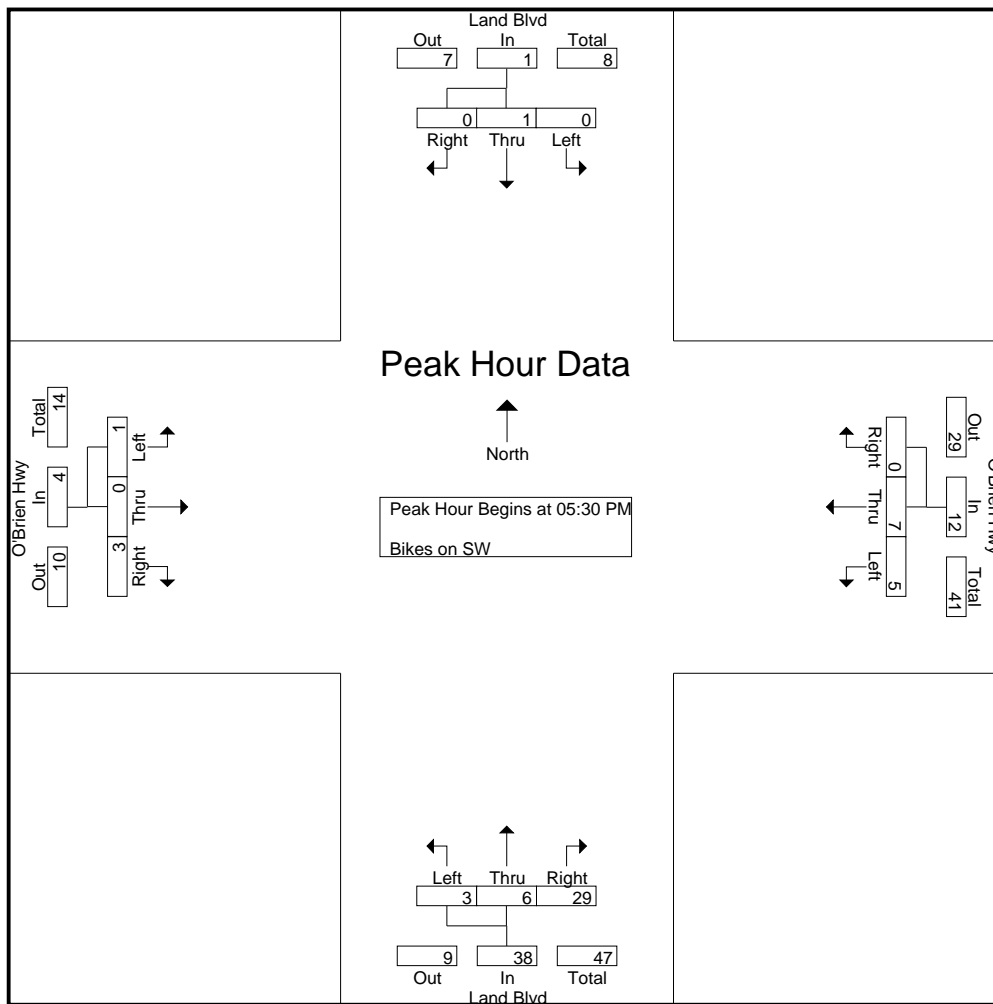 Land Blvd
Out In Total
7 1 8
0 1 0
Right Thru Left
Peak Hour Data
North
Peak Hour Begins at 05:30 PM
Bikes on SW
O'Brien Hwy
Out In Total
10 4 14
Left Thru Right
1 0 3
O'Brien Hwy
Out In Total
29 12 41
Right Thru Left
0 7 5
Left Thru Right
3 6 29
9 38 47
Out In Total
Land Blvd